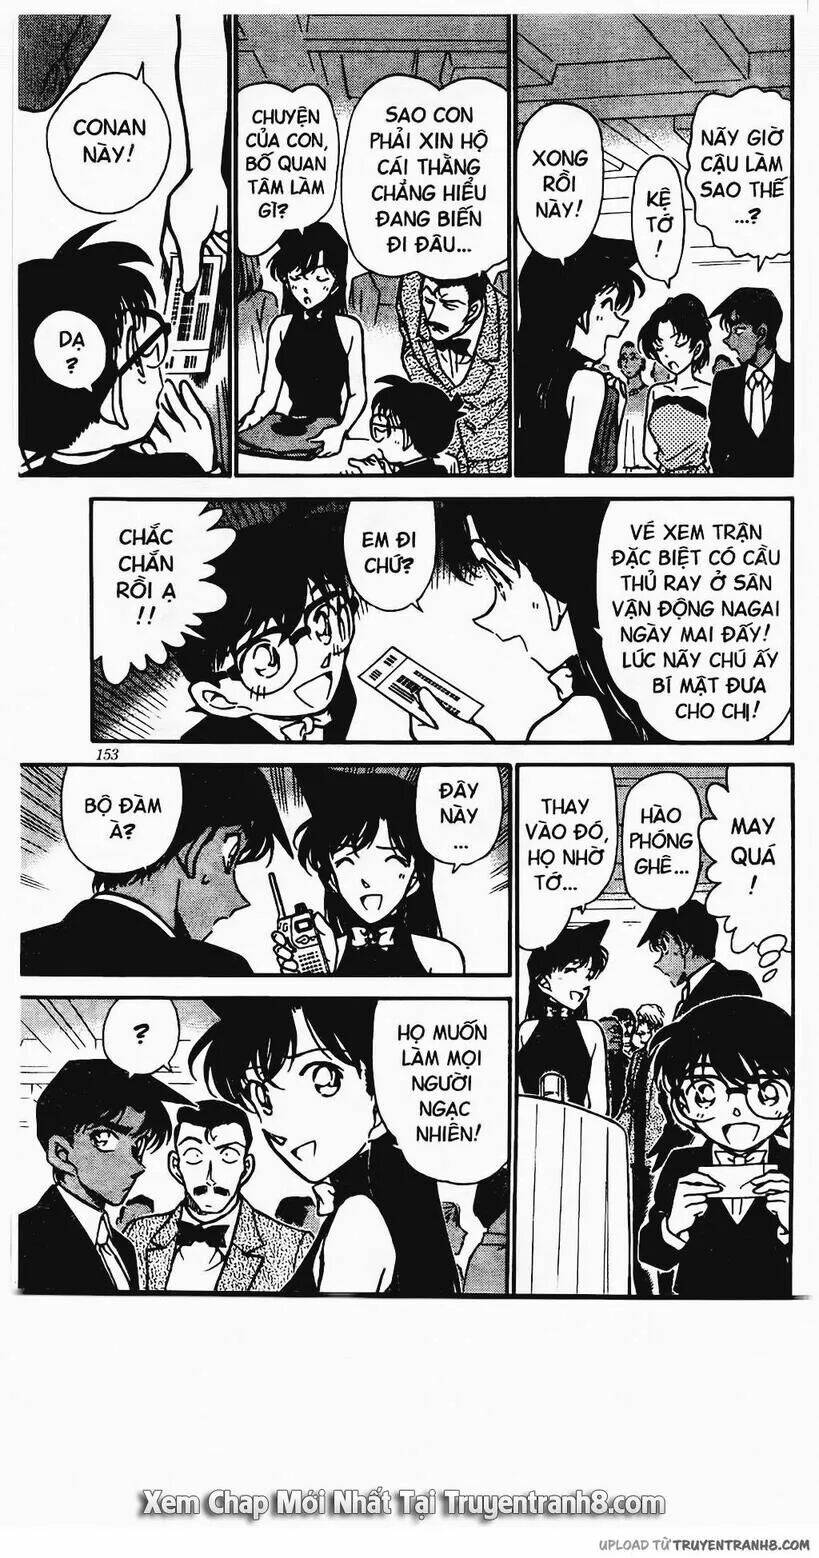 NÃY GIỜ
CẬU LÀM
SAO THẾ
...?
KỆ
TỚ
!
XONG
RỒI
NÀY!
SAO CON
PHẢI XIN HỘ
CÁI THẰNG
CHẲNG HIỂU
ĐANG BIẾN
ĐI ĐÂU...
CHUYỆN
CỦA CON,
BỐ QUAN
TÂM LÀM
GÌ?
CONAN
NÀY!
DẠ
?
VÉ XEM TRẬN
ĐẶC BIỆT CÓ CẦU
THỦ RAY Ở SÂN
VẬN ĐỘNG NAGAI
NGÀY MAI ĐẤY!
LÚC NÃY CHÚ ẤY
BÍ MẬT ĐƯA
CHO CHỊ!
EM ĐI
CHỨ?
CHẮC
CHẮN
RỒI Ạ
!!
153
MAY
QUÁ
!
HÀO
PHÓNG
GHÊ...
THAY
VÀO ĐÓ,
HỌ NHỜ
TỚ...
ĐÂY
NÀY
...
BỘ ĐÀM
À?
HỌ MUỐN
LÀM MỌI
NGƯỜI
NGẠC
NHIÊN!
?
Xem Chap Mới Nhất Tại Truyentranh8.com
UPLOAD TỪ TRUYENTRANH8.COM